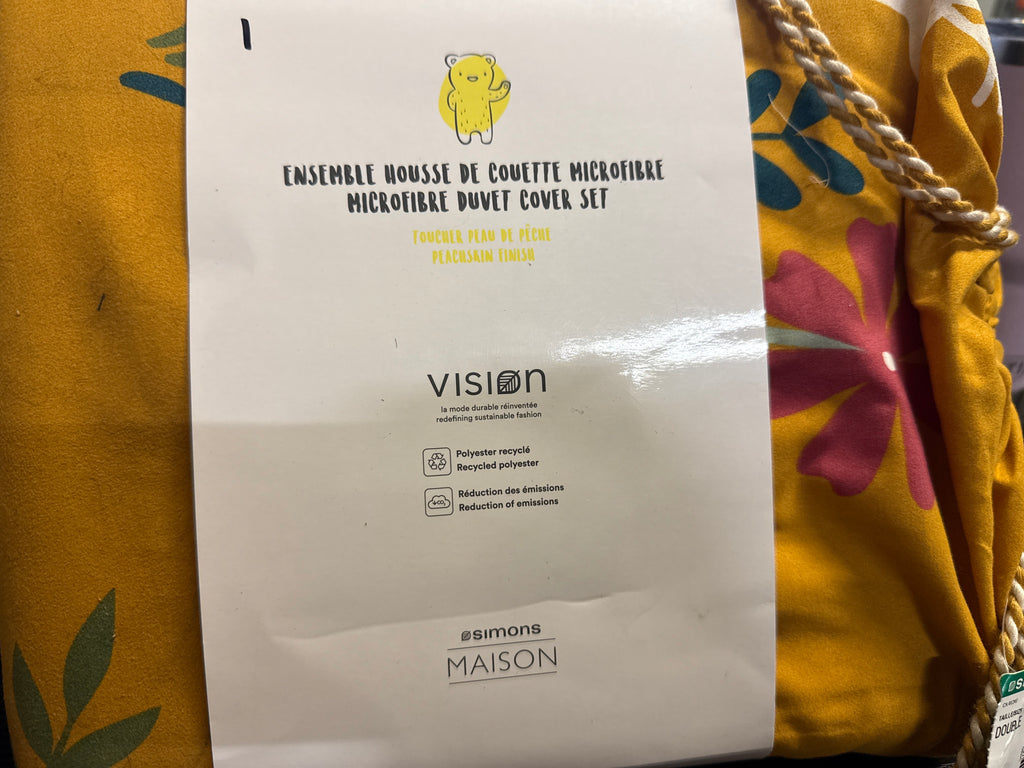 ENSEMBLE HOUSSE DE COUETTE MICROFIBRE
MICROFIBRE DUVET COVER SET
TOUCHER PEAU DE PÊCHE
PEACHSKIN FINISH
VISION
la mode durable réinventée
redefining sustainable fashion
Polyester recyclé
Recycled polyester
CO₂
Réduction des émissions
Reduction of emissions
SIMONS
MAISON
DOUBLE